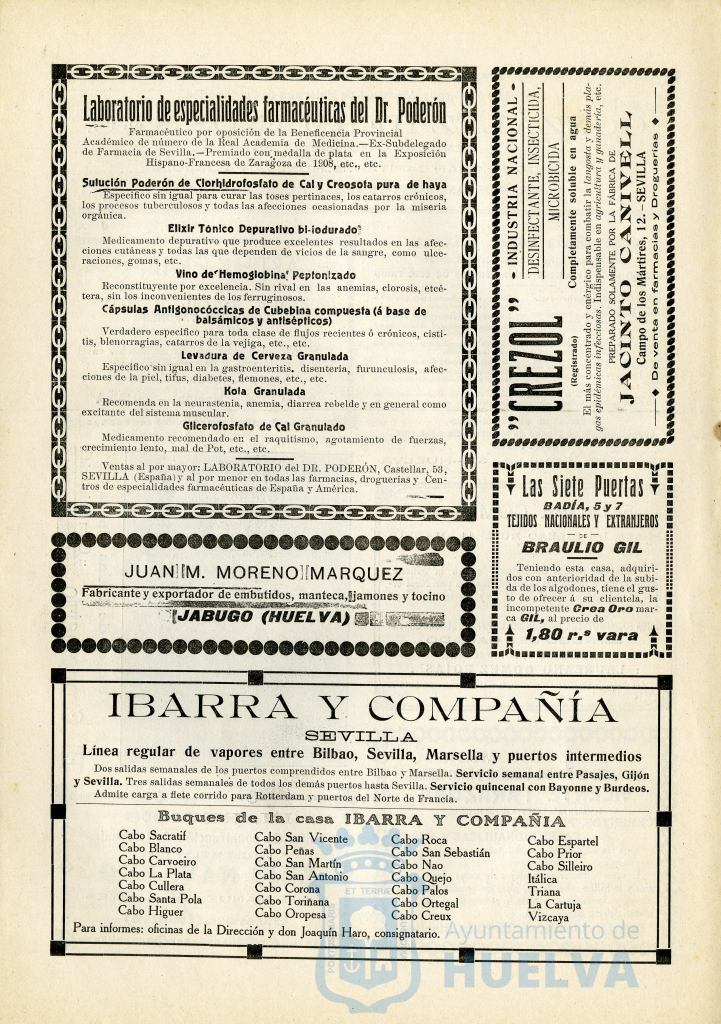 Laboratorio de especialidades farmacéuticas del Dr. Poderón
Farmacéutico por oposición de la Beneficencia Provincial
Académico de número de la Real Academia de Medicina.—Ex-Subdelegado
de Farmacia de Sevilla.—Premiado con medalla de plata en la Exposición
Hispano-Francesa de Zaragoza de 1908, etc., etc.
Solución Poderón de Clorhidrofosfato de Cal y Creosota pura de haya
Específico sin igual para curar las toses pertinaces, los catarros crónicos,
los procesos tuberculosos y todas las afecciones ocasionadas por la miseria
orgánica.
Elixir Tónico Depurativo bi-iodurado
Medicamento depurativo que produce excelentes resultados en las afec-
ciones cutáneas y todas las que dependen de vicios de la sangre, como ulce-
raciones, gomas, etc.
Vino de Hemoglobina Peptonizado
Reconstituyente por excelencia. Sin rival en las anemias, clorosis, etcé-
tera, sin los inconvenientes de los ferruginosos.
Cápsulas Antigonocóccicas de Cubebina compuesta (á base de
balsámicos y antisépticos)
Verdadero específico para toda clase de flujos recientes ó crónicos, cisti-
tis, blenorragias, catarros de la vejiga, etc., etc.
Levadura de Cerveza Granulada
Específico sin igual en la gastroenteritis, disentería, furunculosis, afec-
ciones de la piel, tifus, diabetes, flemones, etc., etc.
Kola Granulada
Recomenda en la neurastenia, anemia, diarrea rebelde y en general como
excitante del sistema muscular.
Glicerofosfato de Cal Granulado
Medicamento recomendado en el raquitismo, agotamiento de fuerzas,
crecimiento lento, mal de Pot, etc., etc.
Ventas al por mayor: LABORATORIO del DR. PODERÓN, Castellar, 53,
SEVILLA (España) y al por menor en todas las farmacias, droguerías y Cen-
tros de especialidades farmacéuticas de España y América.
"CREZOL"
(Registrado)
- INDUSTRIA NACIONAL -
DESINFECTANTE, INSECTICIDA,
MICROBICIDA
Completamente soluble en agua
El más concentrado y enérgico para combatir la langosta y demás pla-
gas epidémicas infecciosas. Indispensable en agricultura y ganadería, etc.
PREPARADO SOLAMENTE POR LA FÁBRICA DE
JACINTO CANIVELL
Campo de los Mártires, 12.—SEVILLA
De venta en farmacias y Droguerías
Las Siete Puertas
BADÍA, 5 y 7
TEJIDOS NACIONALES Y EXTRANJEROS
DE
BRAULIO GIL
Teniendo esta casa, adquiri-
dos con anterioridad de la subi-
da de los algodones, tiene el gus-
to de ofrecer á su clientela, la
incompetente Crea Oro mar-
ca GIL, al precio de
1,80 r.s vara
JUAN M. MORENO MARQUEZ
Fabricante y exportador de embutidos, manteca, jamones y tocino
JABUGO (HUELVA)
IBARRA Y COMPAÑÍA
SEVILLA
Línea regular de vapores entre Bilbao, Sevilla, Marsella y puertos intermedios
Dos salidas semanales de los puertos comprendidos entre Bilbao y Marsella. Servicio semanal entre Pasajes, Gijón
y Sevilla. Tres salidas semanales de todos los demás puertos hasta Sevilla. Servicio quincenal con Bayonne y Burdeos.
Admite carga a flete corrido para Rotterdam y puertos del Norte de Francia.
Buques de la casa IBARRA Y COMPAÑIA
Cabo Sacratif
Cabo Blanco
Cabo Carvoeiro
Cabo La Plata
Cabo Cullera
Cabo Santa Pola
Cabo Higuer
Cabo San Vicente
Cabo Peñas
Cabo San Martín
Cabo San Antonio
Cabo Corona
Cabo Toriñana
Cabo Oropesa
Cabo Roca
Cabo San Sebastián
Cabo Nao
Cabo Quejo
Cabo Palos
Cabo Ortegal
Cabo Creux
Cabo Espartel
Cabo Prior
Cabo Silleiro
Itálica
Triana
La Cartuja
Vizcaya
Para informes: oficinas de la Dirección y don Joaquín Haro, consignatario.
Ayuntamiento de
HUELVA